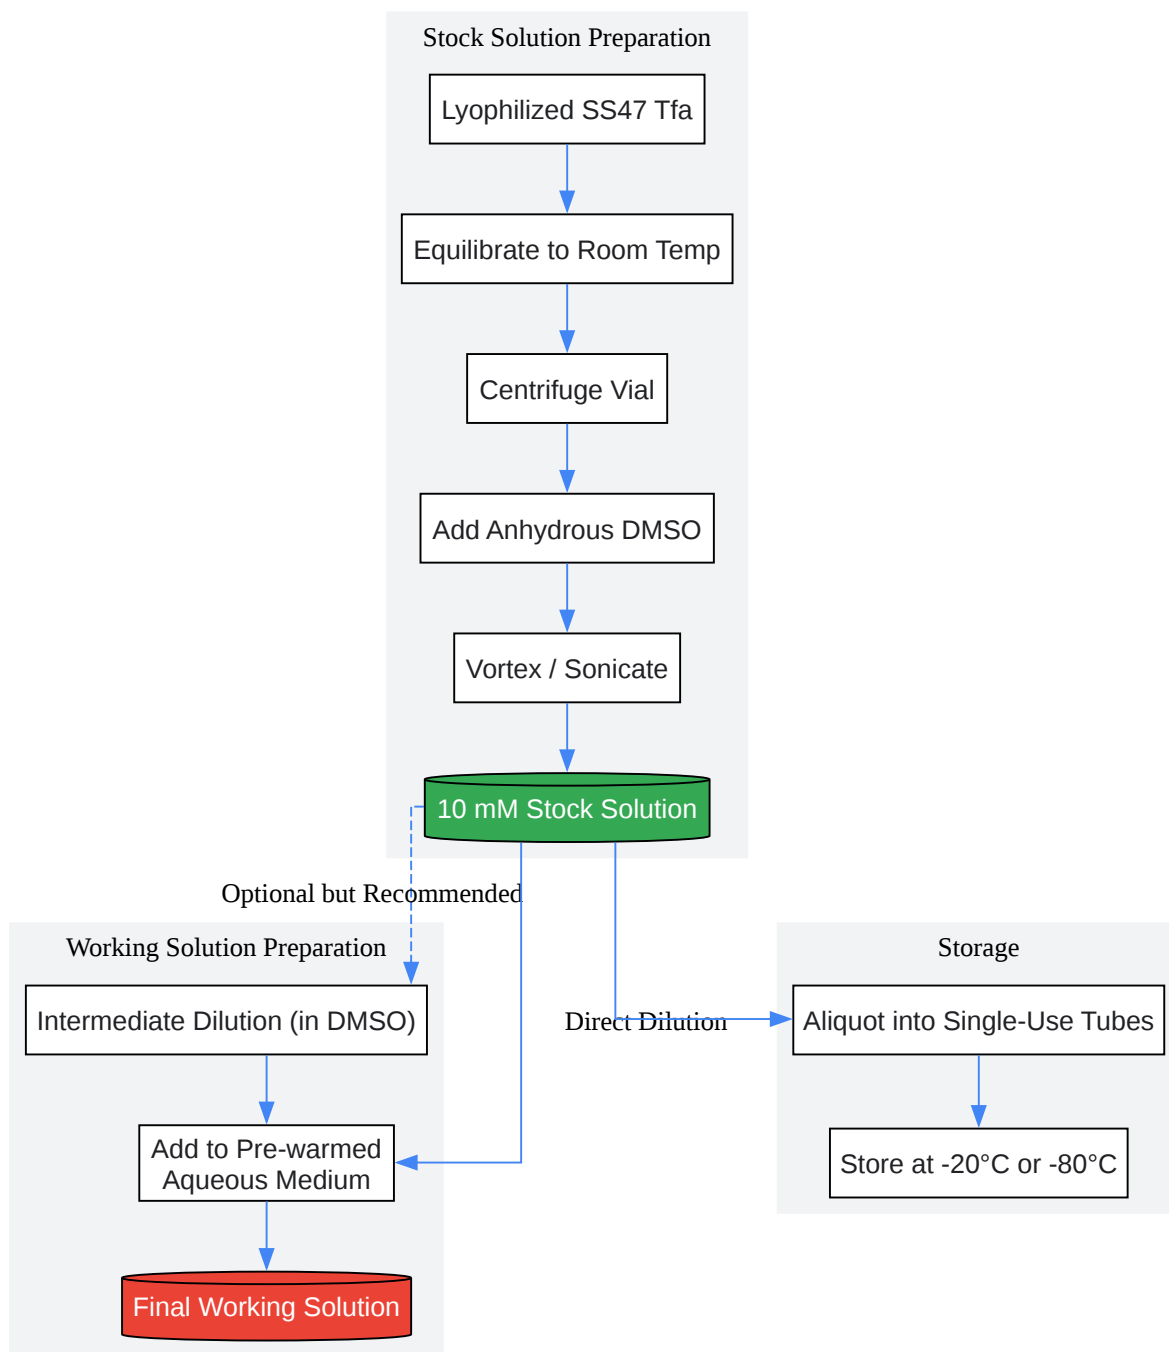 Stock Solution Preparation
Lyophilized SS47 Tfa
Equilibrate to Room Temp
Centrifuge Vial
Add Anhydrous DMSO
Vortex / Sonicate
10 mM Stock Solution
Optional but Recommended
Working Solution Preparation
Intermediate Dilution (in DMSO)
Direct Dilution
Add to Pre-warmed
Aqueous Medium
Final Working Solution
Storage
Aliquot into Single-Use Tubes
Store at -20°C or -80°C